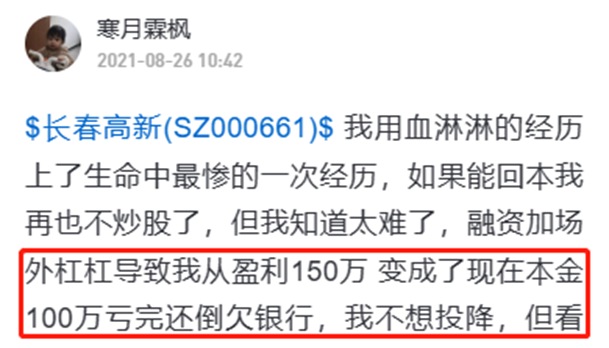 寒月霖枫
2021-08-26 10:42
$长春高新(SZ000661)$ 我用血淋淋的经历
上了生命中最惨的一次经历，如果能回本我
再也不炒股了，但我知道太难了，融资加场
外杠杠导致我从盈利150万 变成了现在本金
100万亏完还倒欠银行，我不想投降，但看